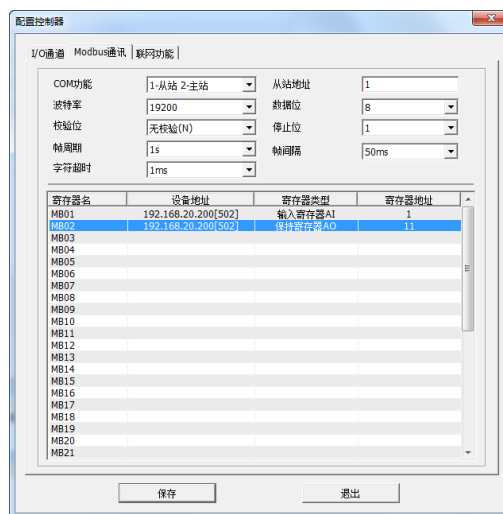 配置控制器
I/O通道 Modbus通讯 联网功能
COM功能 1-从站 2-主站 从站地址 1
波特率 19200 数据位 8
校验位 无校验(N) 停止位 1
帧周期 1s 帧间隔 50ms
字符超时 1ms
寄存器名 设备地址 寄存器类型 寄存器地址
MB01 192.168.20.200[502] 输入寄存器AI 1
MB02 192.168.20.200[502] 保持寄存器AO 11
MB03
MB04
MB05
MB06
MB07
MB08
MB09
MB10
MB11
MB12
MB13
MB14
MB15
MB16
MB17
MB18
MB19
MB20
MB21
保存 退出